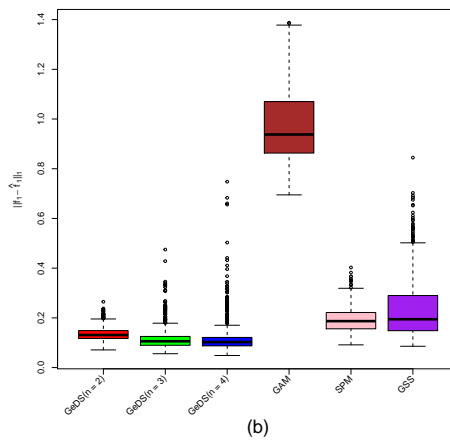 ||f₁ − f̂₁||₁
1.4
1.2
1.0
0.8
0.6
0.4
0.2
0.0
GeDS(n = 2)
GeDS(n = 3)
GeDS(n = 4)
GAM
SPM
GSS
(b)